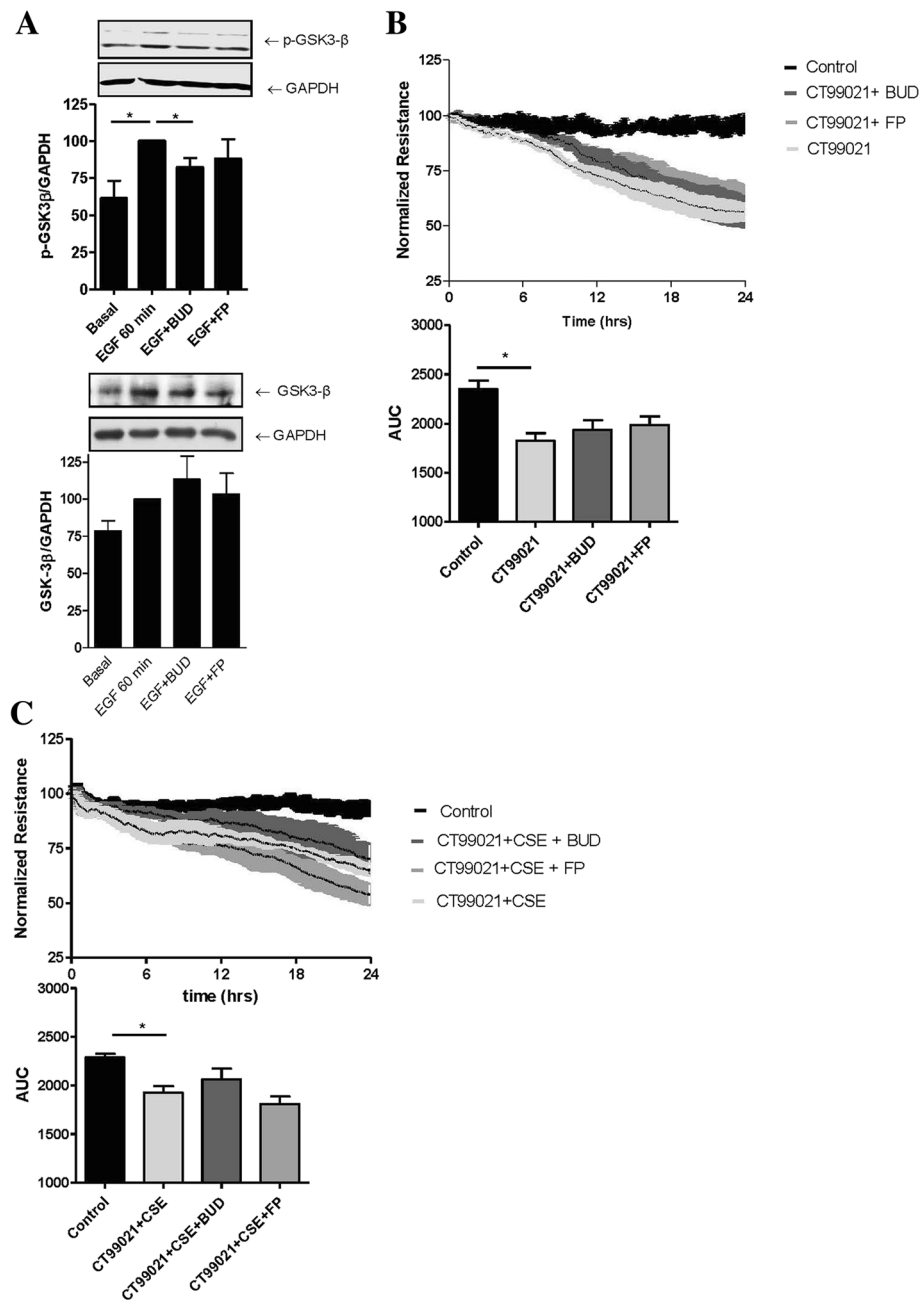 A
← p-GSK3-β
← GAPDH
p-GSK3β/GAPDH
125
100
75
50
25
0
*
*
Basal
EGF 60 min
EGF+BUD
EGF+FP
← GSK3-β
← GAPDH
GSK-3β/GAPDH
125
100
75
50
25
0
Basal
EGF 60 min
EGF+BUD
EGF+FP
B
Normalized Resistance
125
100
75
50
25
0
6
12
18
24
Time (hrs)
Control
CT99021+ BUD
CT99021+ FP
CT99021
AUC
3000
2500
2000
1500
1000
*
Control
CT99021
CT99021+BUD
CT99021+FP
C
Normalized Resistance
125
100
75
50
25
0
6
12
18
24
time (hrs)
Control
CT99021+CSE + BUD
CT99021+CSE + FP
CT99021+CSE
AUC
3000
2500
2000
1500
1000
*
Control
CT99021+CSE
CT99021+CSE+BUD
CT99021+CSE+FP